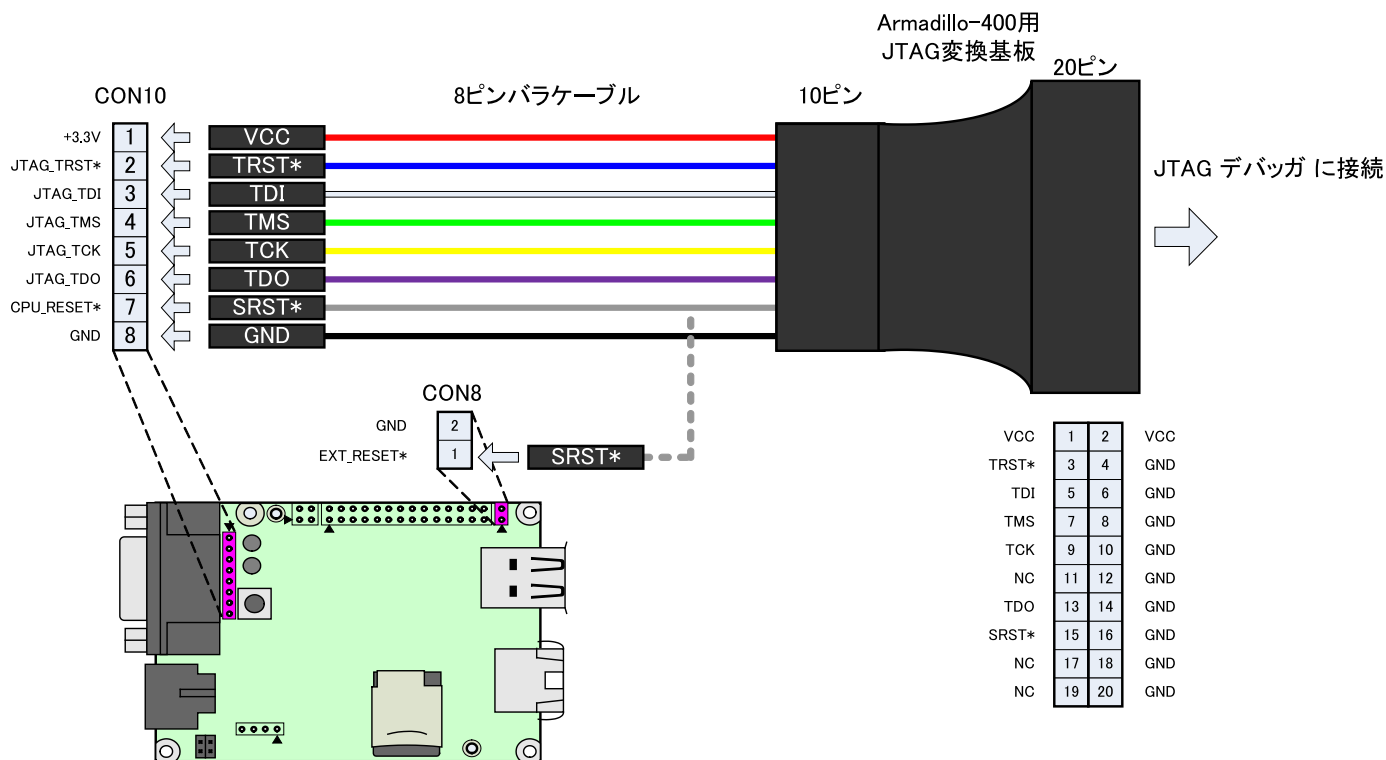 Armadillo-400用
JTAG変換基板
20ピン
CON10
8ピンバラケーブル
10ピン
+3.3V 1 VCC
JTAG_TRST* 2 TRST*
JTAG_TDI 3 TDI
JTAG_TMS 4 TMS
JTAG_TCK 5 TCK
JTAG_TDO 6 TDO
CPU_RESET* 7 SRST*
GND 8 GND
JTAG デバッガ に接続
CON8
GND 2
EXT_RESET* 1 SRST*
VCC 1 2 VCC
TRST* 3 4 GND
TDI 5 6 GND
TMS 7 8 GND
TCK 9 10 GND
NC 11 12 GND
TDO 13 14 GND
SRST* 15 16 GND
NC 17 18 GND
NC 19 20 GND